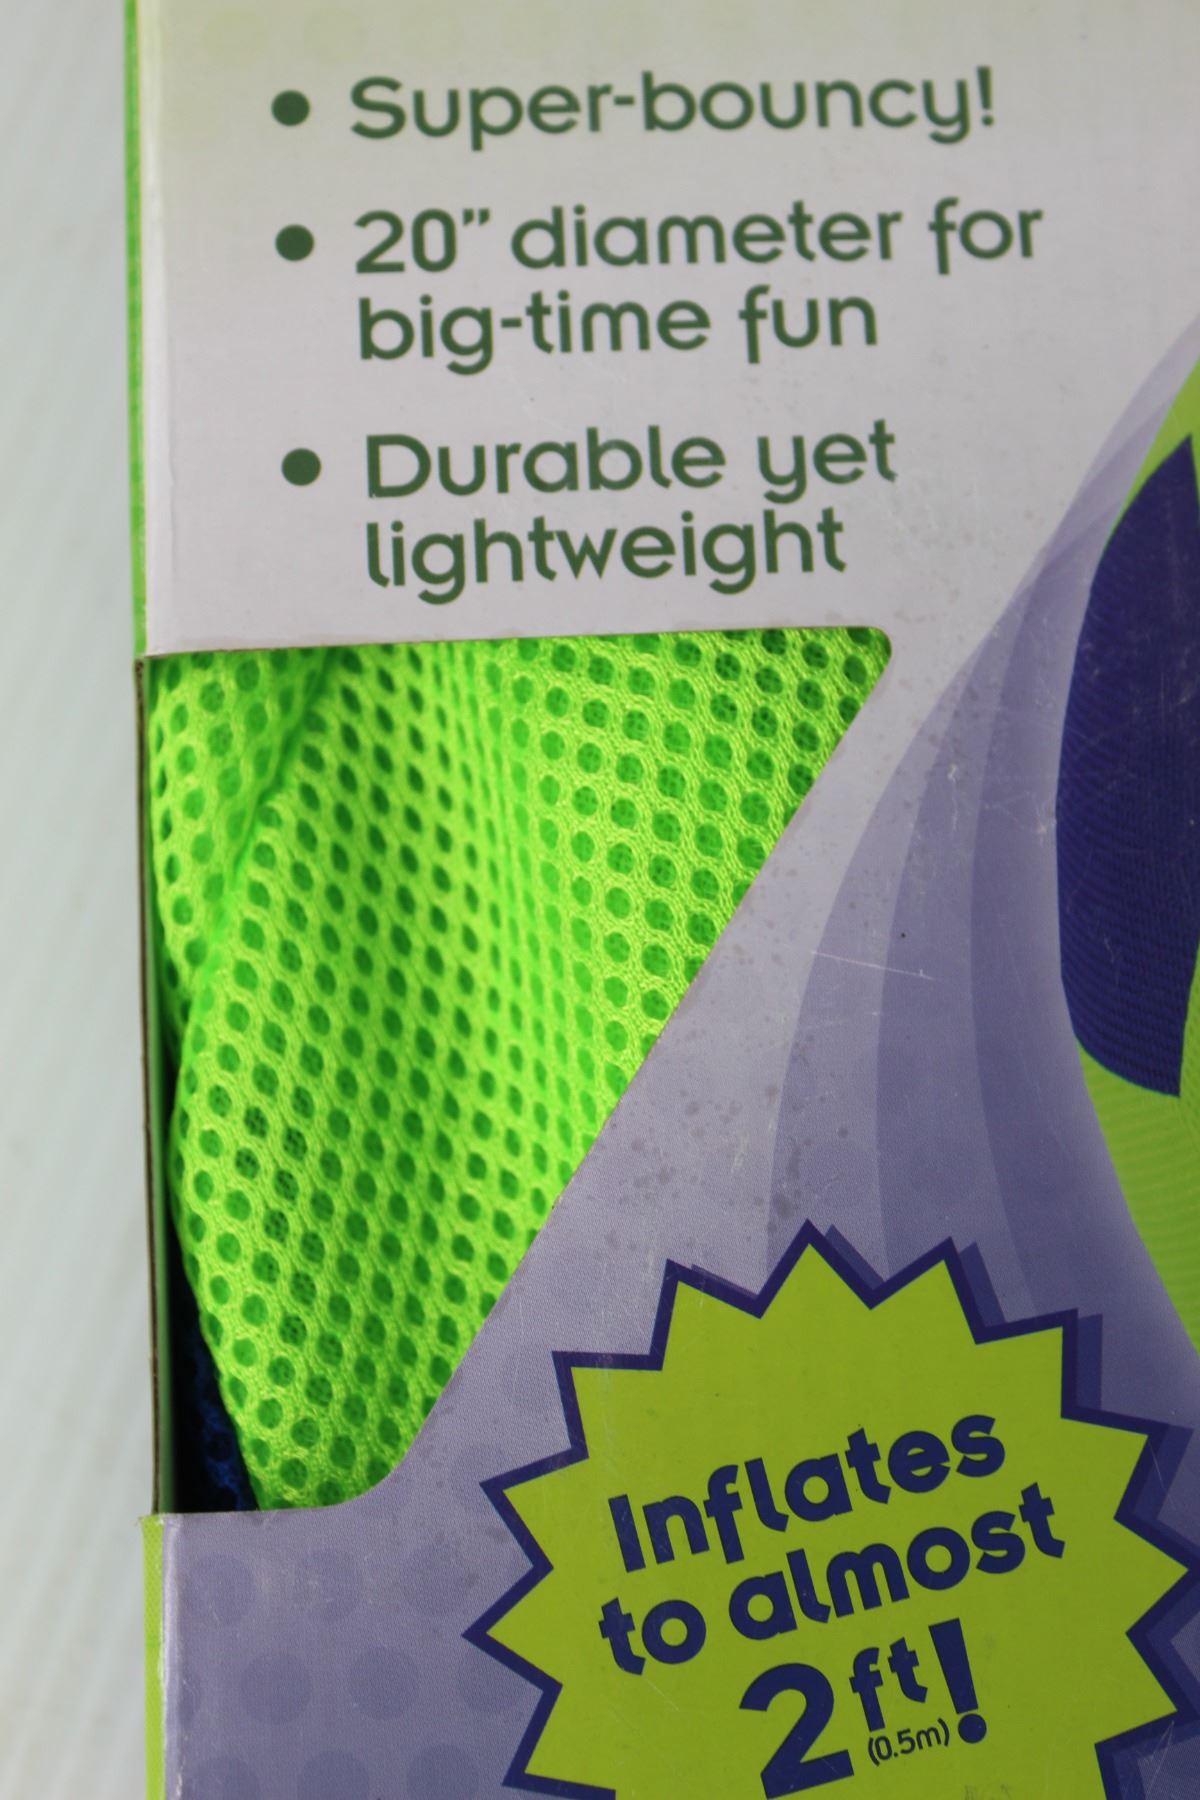 • Super-bouncy!
• 20” diameter for
big-time fun
• Durable yet
lightweight
Inflates
to almost
2ft!
(0.5m)